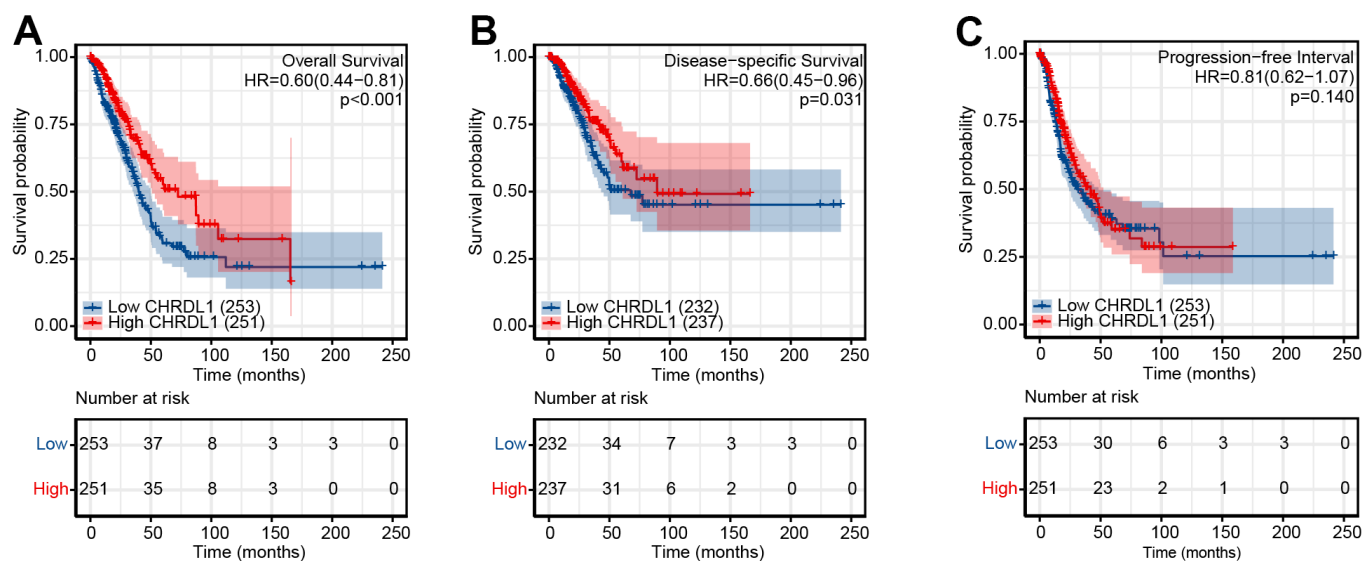 A
Overall Survival
HR=0.60(0.44−0.81)
p<0.001
Survival probability
1.00
0.75
0.50
0.25
0.00
Low CHRDL1 (253)
High CHRDL1 (251)
0 50 100 150 200 250
Time (months)
Number at risk
Low 253 37 8 3 3 0
High 251 35 8 3 0 0
0 50 100 150 200 250
Time (months)
B
Disease−specific Survival
HR=0.66(0.45−0.96)
p=0.031
Survival probability
1.00
0.75
0.50
0.25
0.00
Low CHRDL1 (232)
High CHRDL1 (237)
0 50 100 150 200 250
Time (months)
Number at risk
Low 232 34 7 3 3 0
High 237 31 6 2 0 0
0 50 100 150 200 250
Time (months)
C
Progression−free Interval
HR=0.81(0.62−1.07)
p=0.140
Survival probability
1.00
0.75
0.50
0.25
0.00
Low CHRDL1 (253)
High CHRDL1 (251)
0 50 100 150 200 250
Time (months)
Number at risk
Low 253 30 6 3 3 0
High 251 23 2 1 0 0
0 50 100 150 200 250
Time (months)